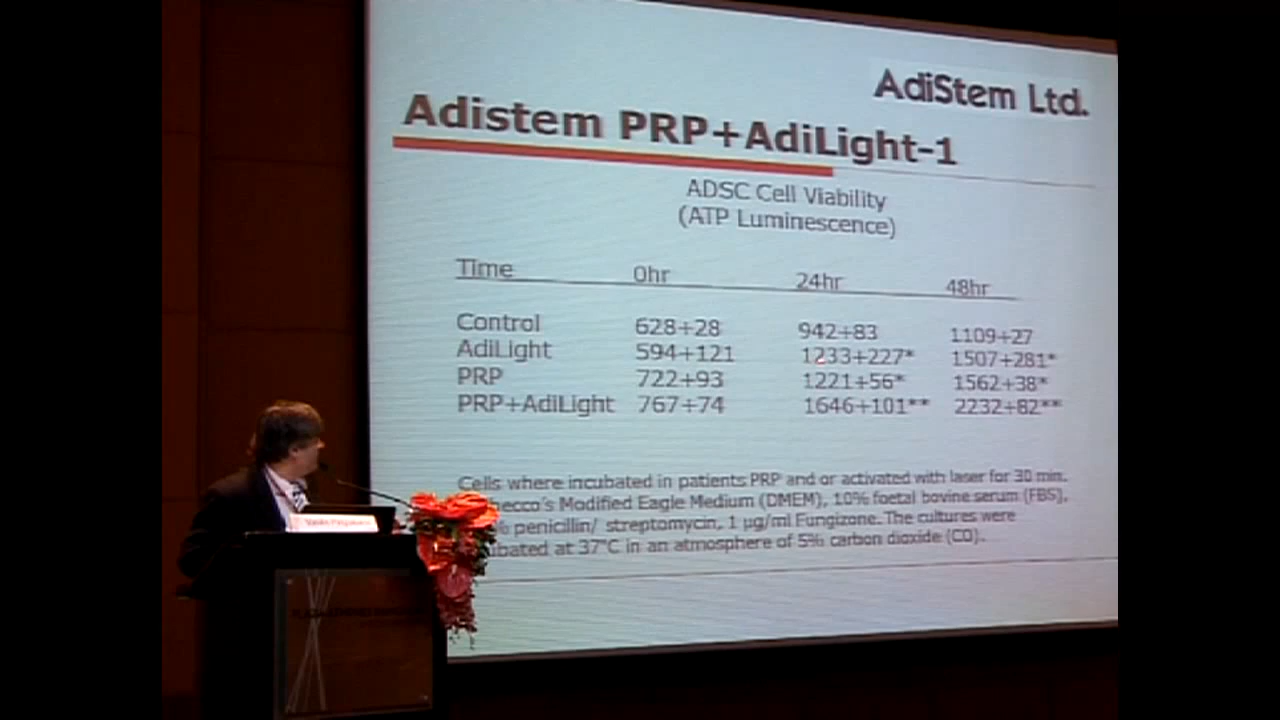 AdiStem Ltd.
Adistem PRP+AdiLight-1
ADSC Cell Viability
(ATP Luminescence)
Time 0hr 24hr 48hr
Control 628+28 942+83 1109+27
AdiLight 594+121 1233+227* 1507+281*
PRP 722+93 1221+56* 1562+38*
PRP+AdiLight 767+74 1646+101** 2232+82**
Cells where incubated in patients PRP and or activated with laser for 30 min.
Modified Eagle Medium (DMEM), 10% foetal bovine serum (FBS),
% penicillin/ streptomycin, 1 µg/ml Fungizone. The cultures were
at 37°C in an atmosphere of 5% carbon dioxide (CO).